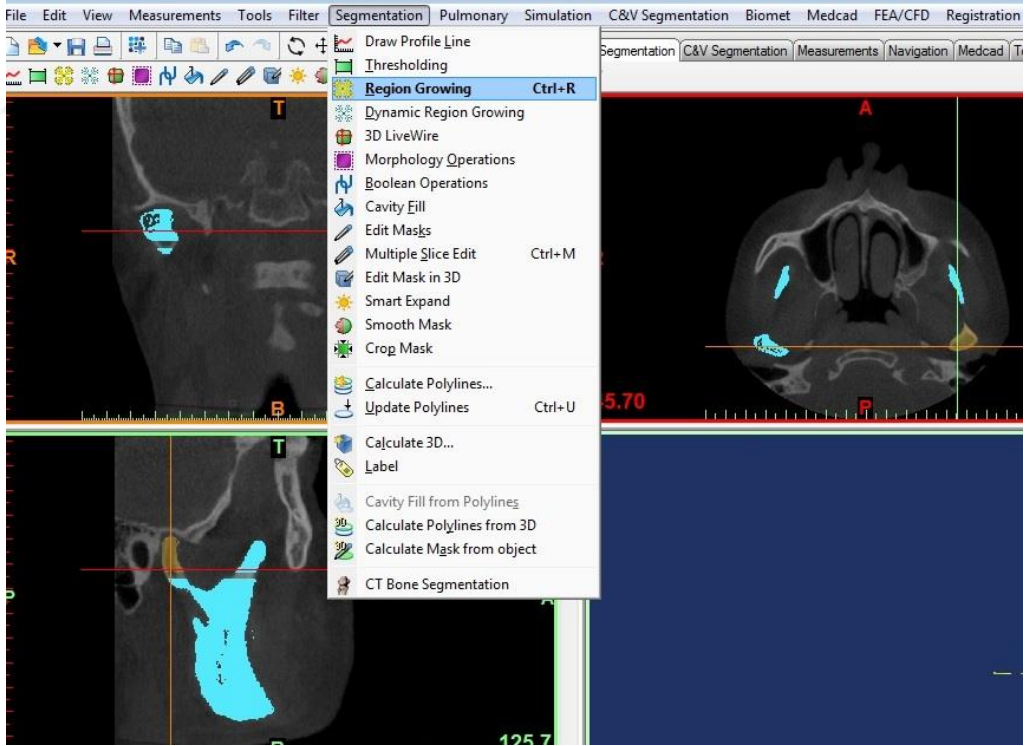 File Edit View Measurements Tools Filter Segmentation Pulmonary Simulation C&V Segmentation Biomet Medcad FEA/CFD Registration
Segmentation C&V Segmentation Measurements Navigation Medcad
Draw Profile Line
Thresholding
Region Growing Ctrl+R
Dynamic Region Growing
3D LiveWire
Morphology Operations
Boolean Operations
Cavity Fill
Edit Masks
Multiple Slice Edit Ctrl+M
Edit Mask in 3D
Smart Expand
Smooth Mask
Crop Mask
Calculate Polylines...
Update Polylines Ctrl+U
Calculate 3D...
Label
Cavity Fill from Polylines
Calculate Polylines from 3D
Calculate Mask from object
CT Bone Segmentation
T
R
B
A
5.70
P
T
A
125.7